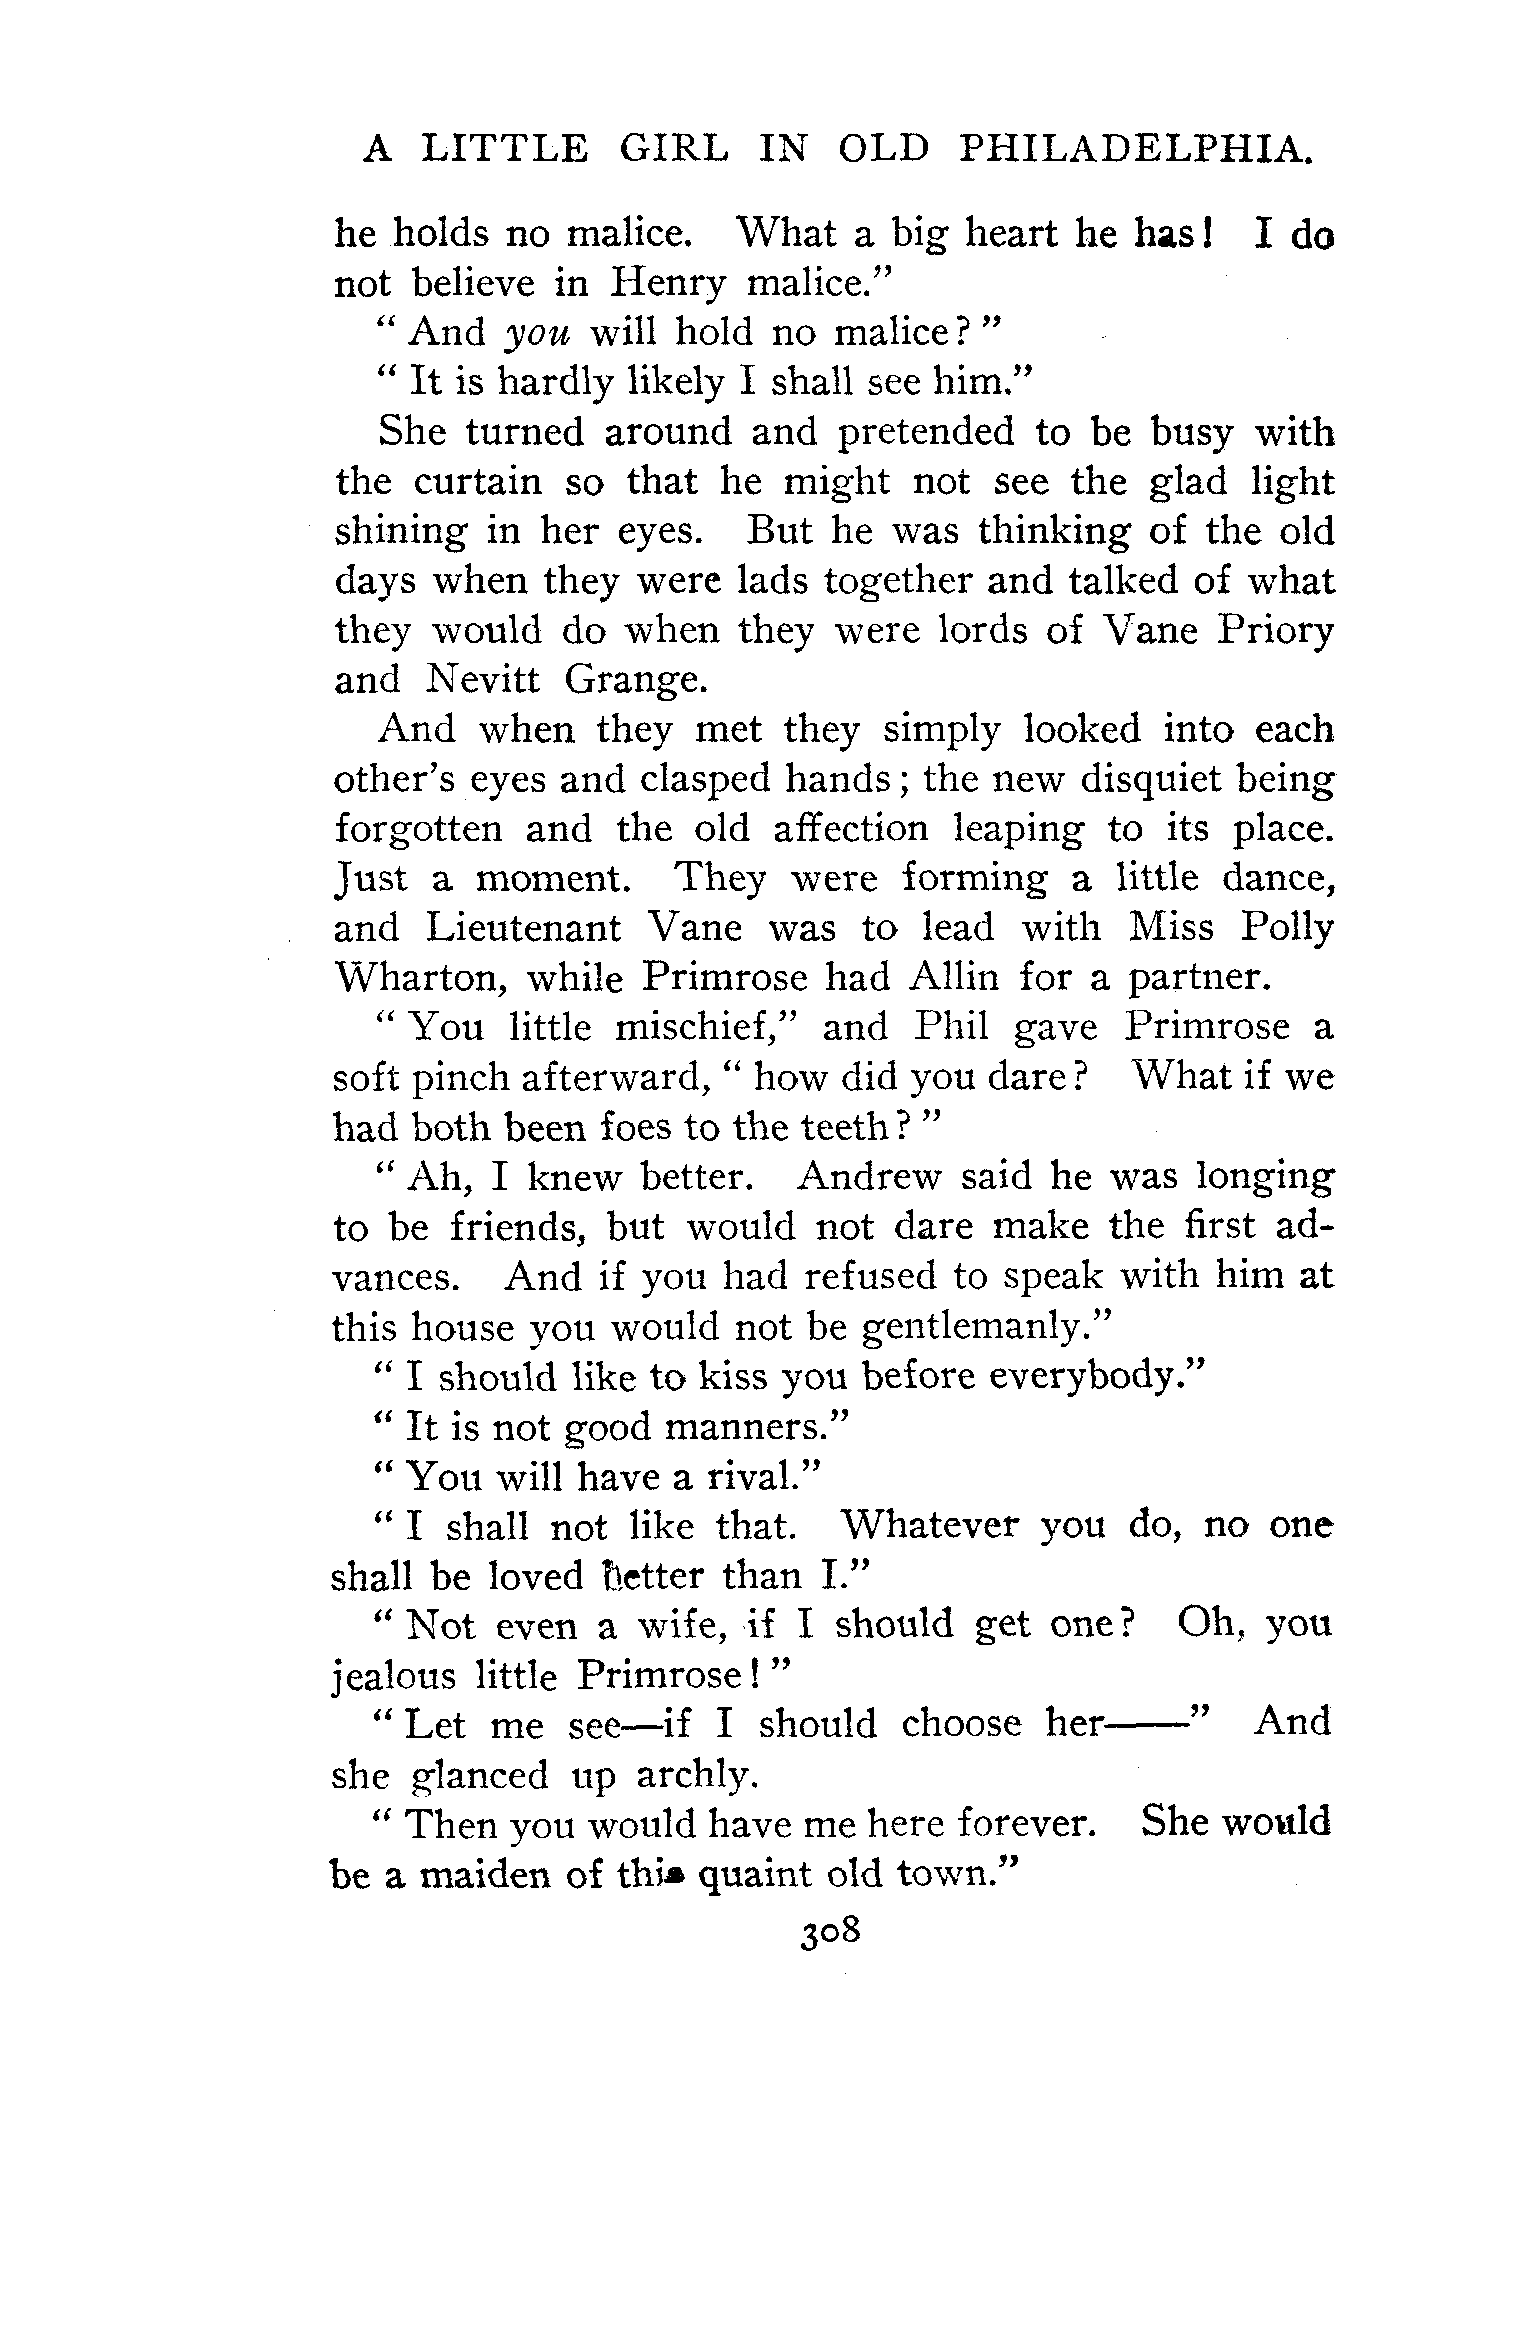 A LITTLE GIRL IN OLD PHILADELPHIA.
he holds no malice. What a big heart he has! I do
not believe in Henry malice."
" And you will hold no malice? "
" It is hardly likely I shall see him."
She turned around and pretended to be busy with
the curtain so that he might not see the glad light
shining in her eyes. But he was thinking of the old
days when they were lads together and talked of what
they would do when they were lords of Vane Priory
and Nevitt Grange.
And when they met they simply looked into each
other's eyes and clasped hands; the new disquiet being
forgotten and the old affection leaping to its place.
Just a moment. They were forming a little dance,
and Lieutenant Vane was to lead with Miss Polly
Wharton, while Primrose had Allin for a partner.
" You little mischief," and Phil gave Primrose a
soft pinch afterward, " how did you dare? What if we
had both been foes to the teeth? "
" Ah, I knew better. Andrew said he was longing
to be friends, but would not dare make the first ad-
vances. And if you had refused to speak with him at
this house you would not be gentlemanly."
" I should like to kiss you before everybody."
" It is not good manners."
" You will have a rival."
" I shall not like that. Whatever you do, no one
shall be loved better than I."
" Not even a wife, if I should get one? Oh, you
jealous little Primrose! "
" Let me see—if I should choose her——" And
she glanced up archly.
" Then you would have me here forever. She would
be a maiden of this quaint old town."
308